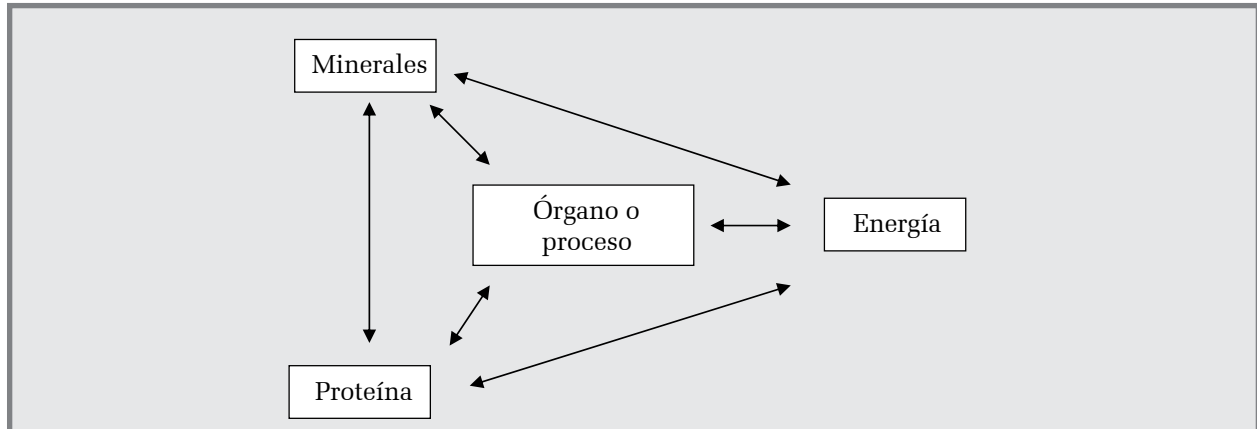 Minerales
Órgano o
proceso
Energía
Proteína